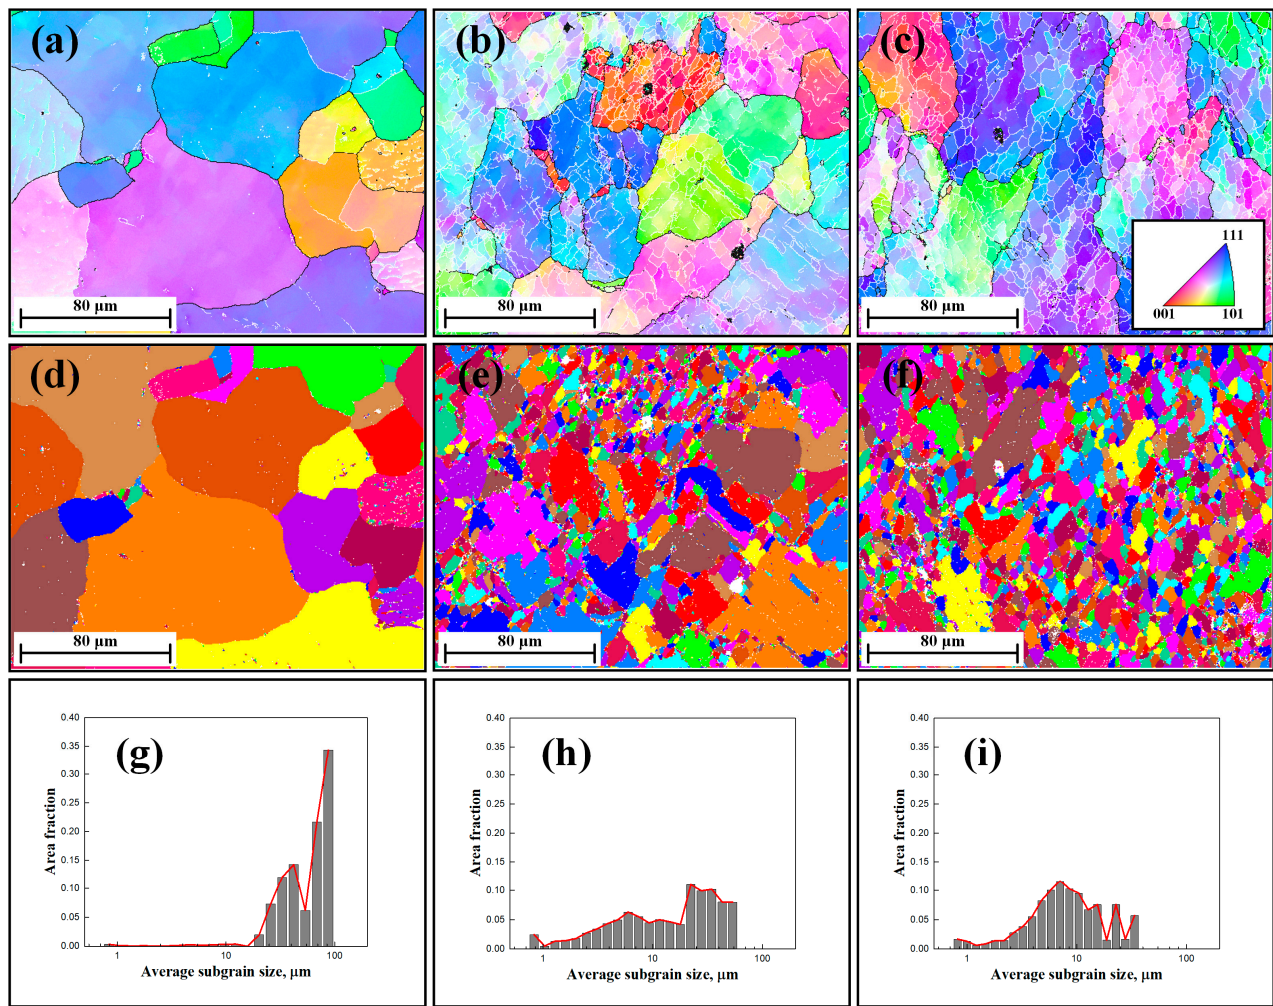 (a)
(b)
(c)
111
001
101
80 µm
80 µm
80 µm
(d)
(e)
(f)
80 µm
80 µm
80 µm
(g)
0.40
0.35
0.30
0.25
0.20
0.15
0.10
0.05
0.00
Area fraction
1
10
100
Average subgrain size, µm
(h)
0.40
0.35
0.30
0.25
0.20
0.15
0.10
0.05
0.00
Area fraction
1
10
100
Average subgrain size, µm
(i)
0.40
0.35
0.30
0.25
0.20
0.15
0.10
0.05
0.00
Area fraction
1
10
100
Average subgrain size, µm